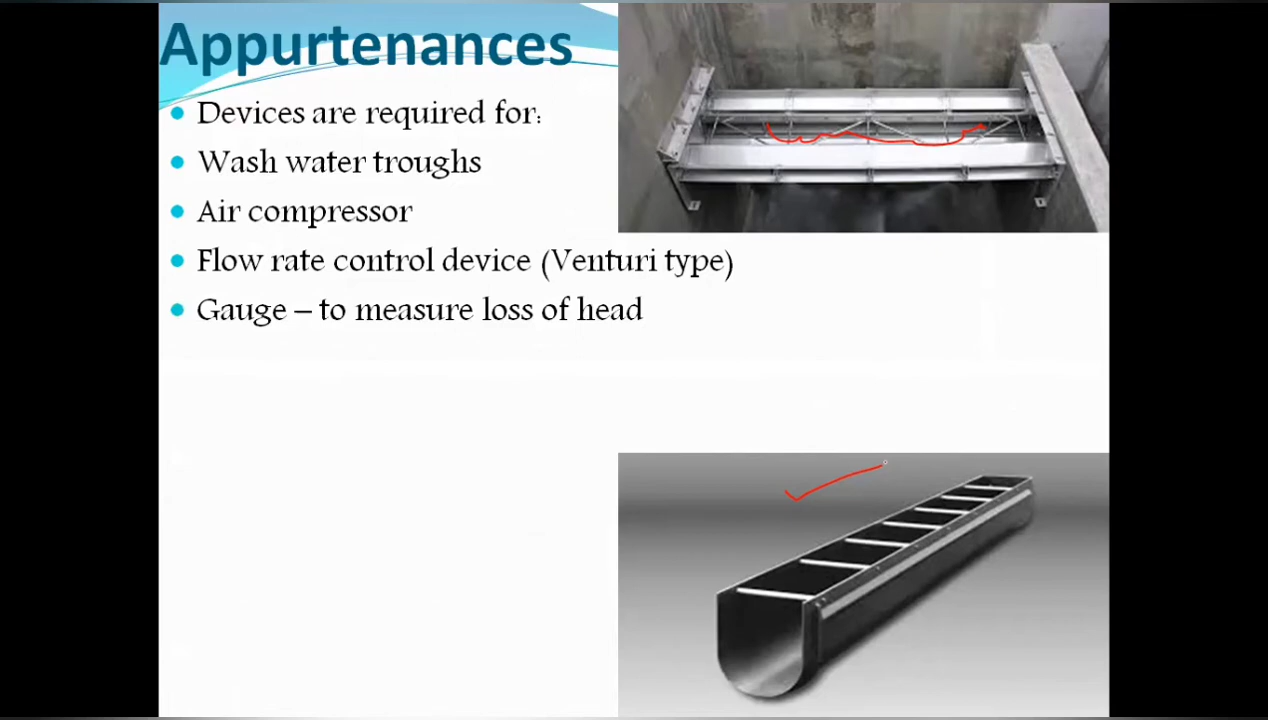 Appurtenances
Devices are required for:
Wash water troughs
Air compressor
Flow rate control device (Venturi type)
Gauge – to measure loss of head